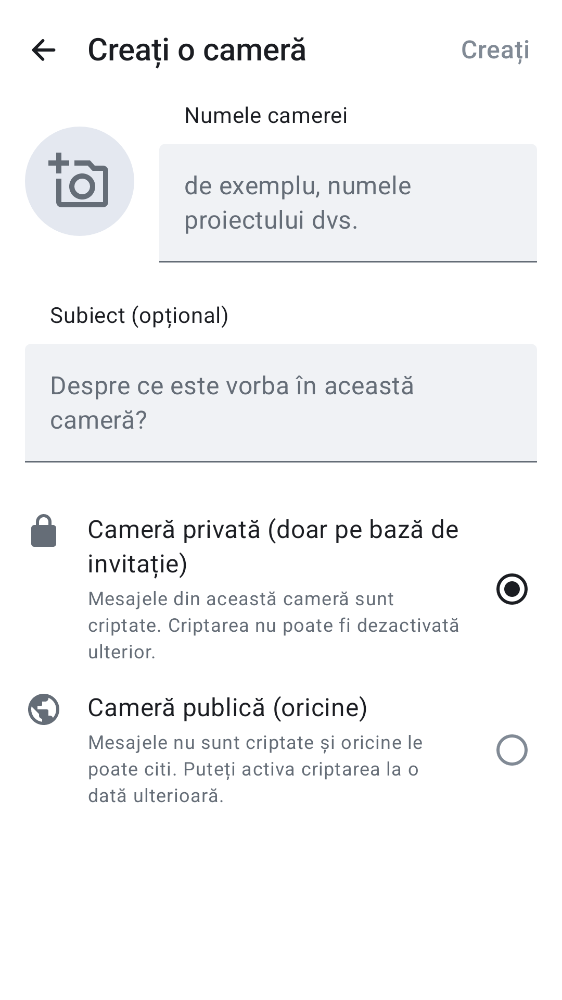 Creați o cameră
Creați
Numele camerei
de exemplu, numele
proiectului dvs.
Subiect (opțional)
Despre ce este vorba în această
cameră?
Cameră privată (doar pe bază de
invitație)
Mesajele din această cameră sunt
criptate. Criptarea nu poate fi dezactivată
ulterior.
Cameră publică (oricine)
Mesajele nu sunt criptate și oricine le
poate citi. Puteți activa criptarea la o
dată ulterioară.